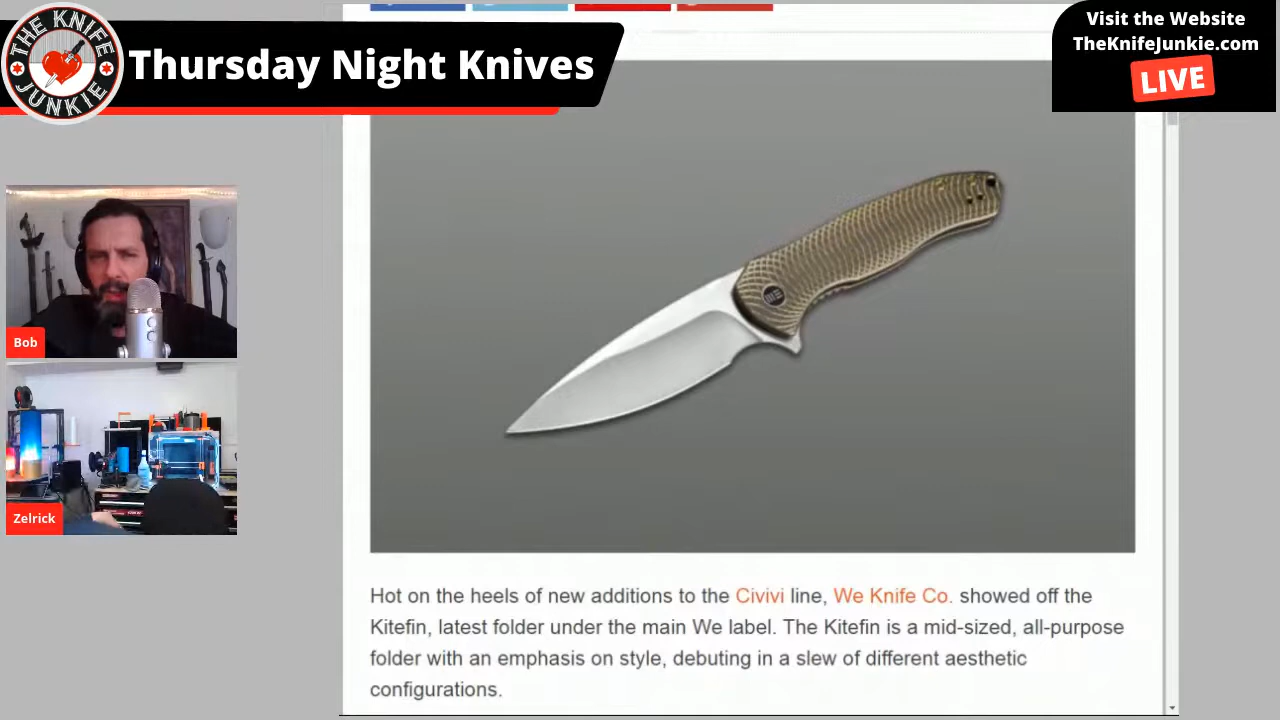 THE KNIFE
JUNKIE
Thursday Night Knives
Visit the Website
TheKnifeJunkie.com
LIVE
Bob
Zelrick
Hot on the heels of new additions to the Civivi line, We Knife Co. showed off the
Kitefin, latest folder under the main We label. The Kitefin is a mid-sized, all-purpose
folder with an emphasis on style, debuting in a slew of different aesthetic
configurations.